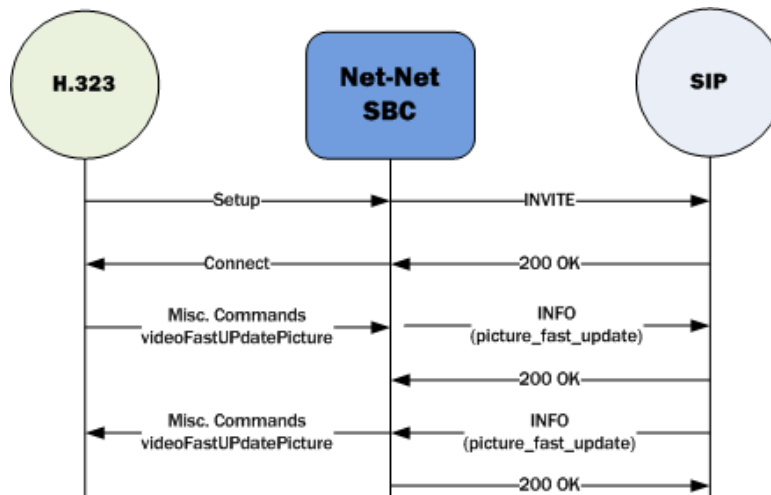 H.323
Net-Net
SBC
SIP
Setup
INVITE
Connect
200 OK
Misc. Commands
videoFastUPdatePicture
INFO
(picture_fast_update)
200 OK
Misc. Commands
videoFastUPdatePicture
INFO
(picture_fast_update)
200 OK